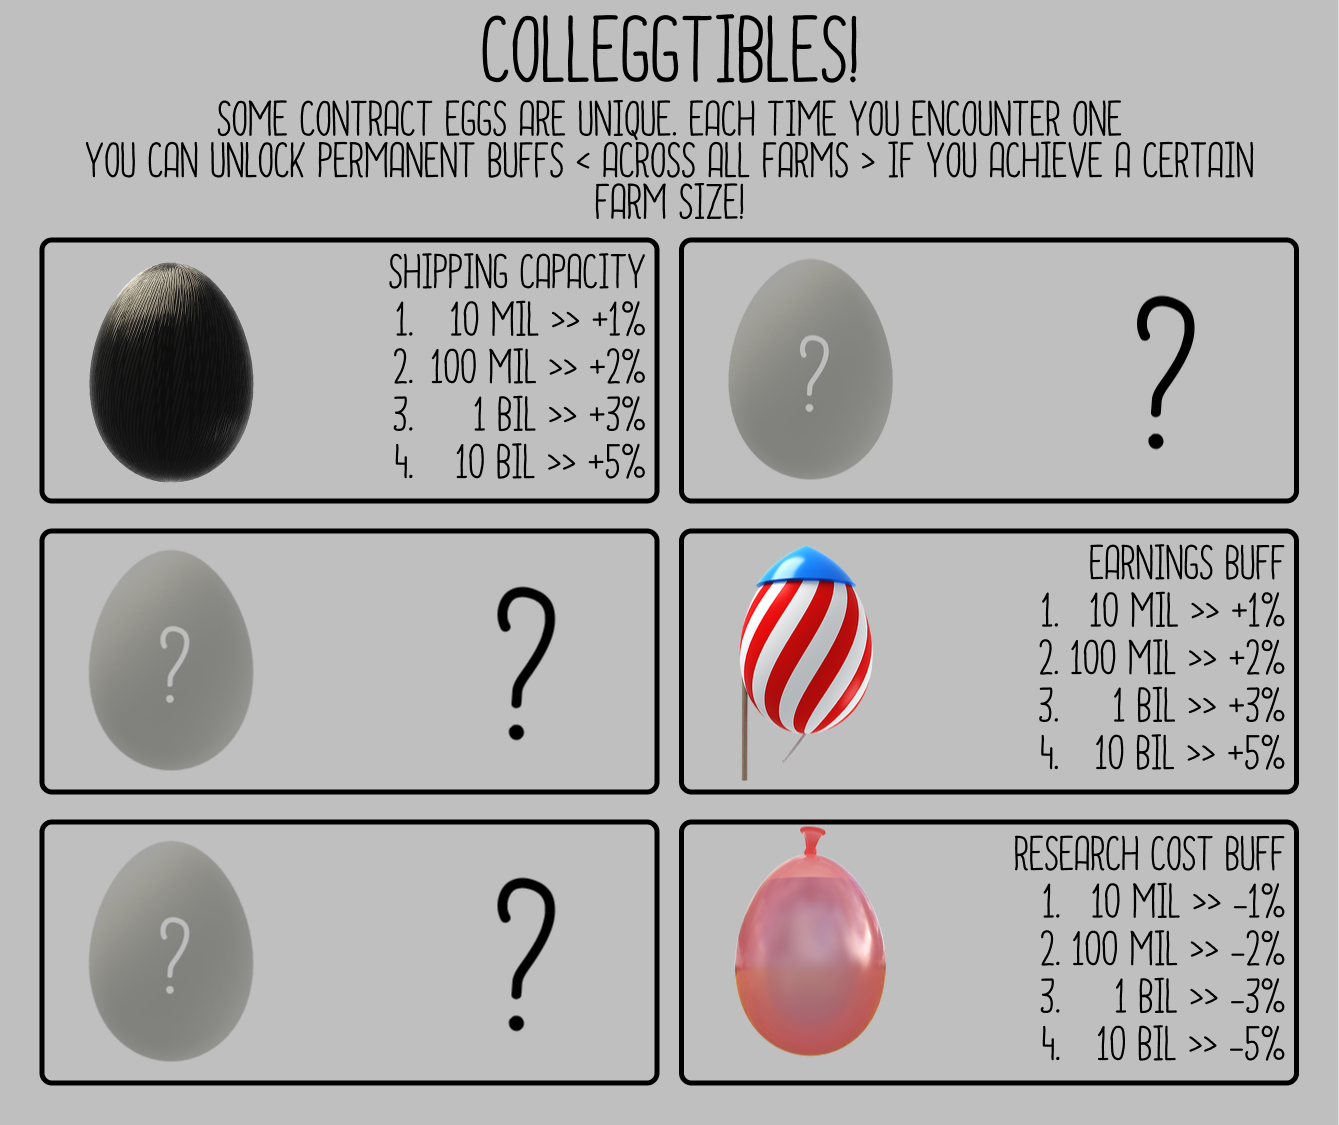 COLLEGGTIBLES!
SOME CONTRACT EGGS ARE UNIQUE. EACH TIME YOU ENCOUNTER ONE
YOU CAN UNLOCK PERMANENT BUFFS < ACROSS ALL FARMS > IF YOU ACHIEVE A CERTAIN
FARM SIZE!
SHIPPING CAPACITY
1. 10 MIL >> +1%
2. 100 MIL >> +2%
3. 1 BIL >> +3%
4. 10 BIL >> +5%
?
?
?
?
EARNINGS BUFF
1. 10 MIL >> +1%
2. 100 MIL >> +2%
3. 1 BIL >> +3%
4. 10 BIL >> +5%
?
?
RESEARCH COST BUFF
1. 10 MIL >> -1%
2. 100 MIL >> -2%
3. 1 BIL >> -3%
4. 10 BIL >> -5%